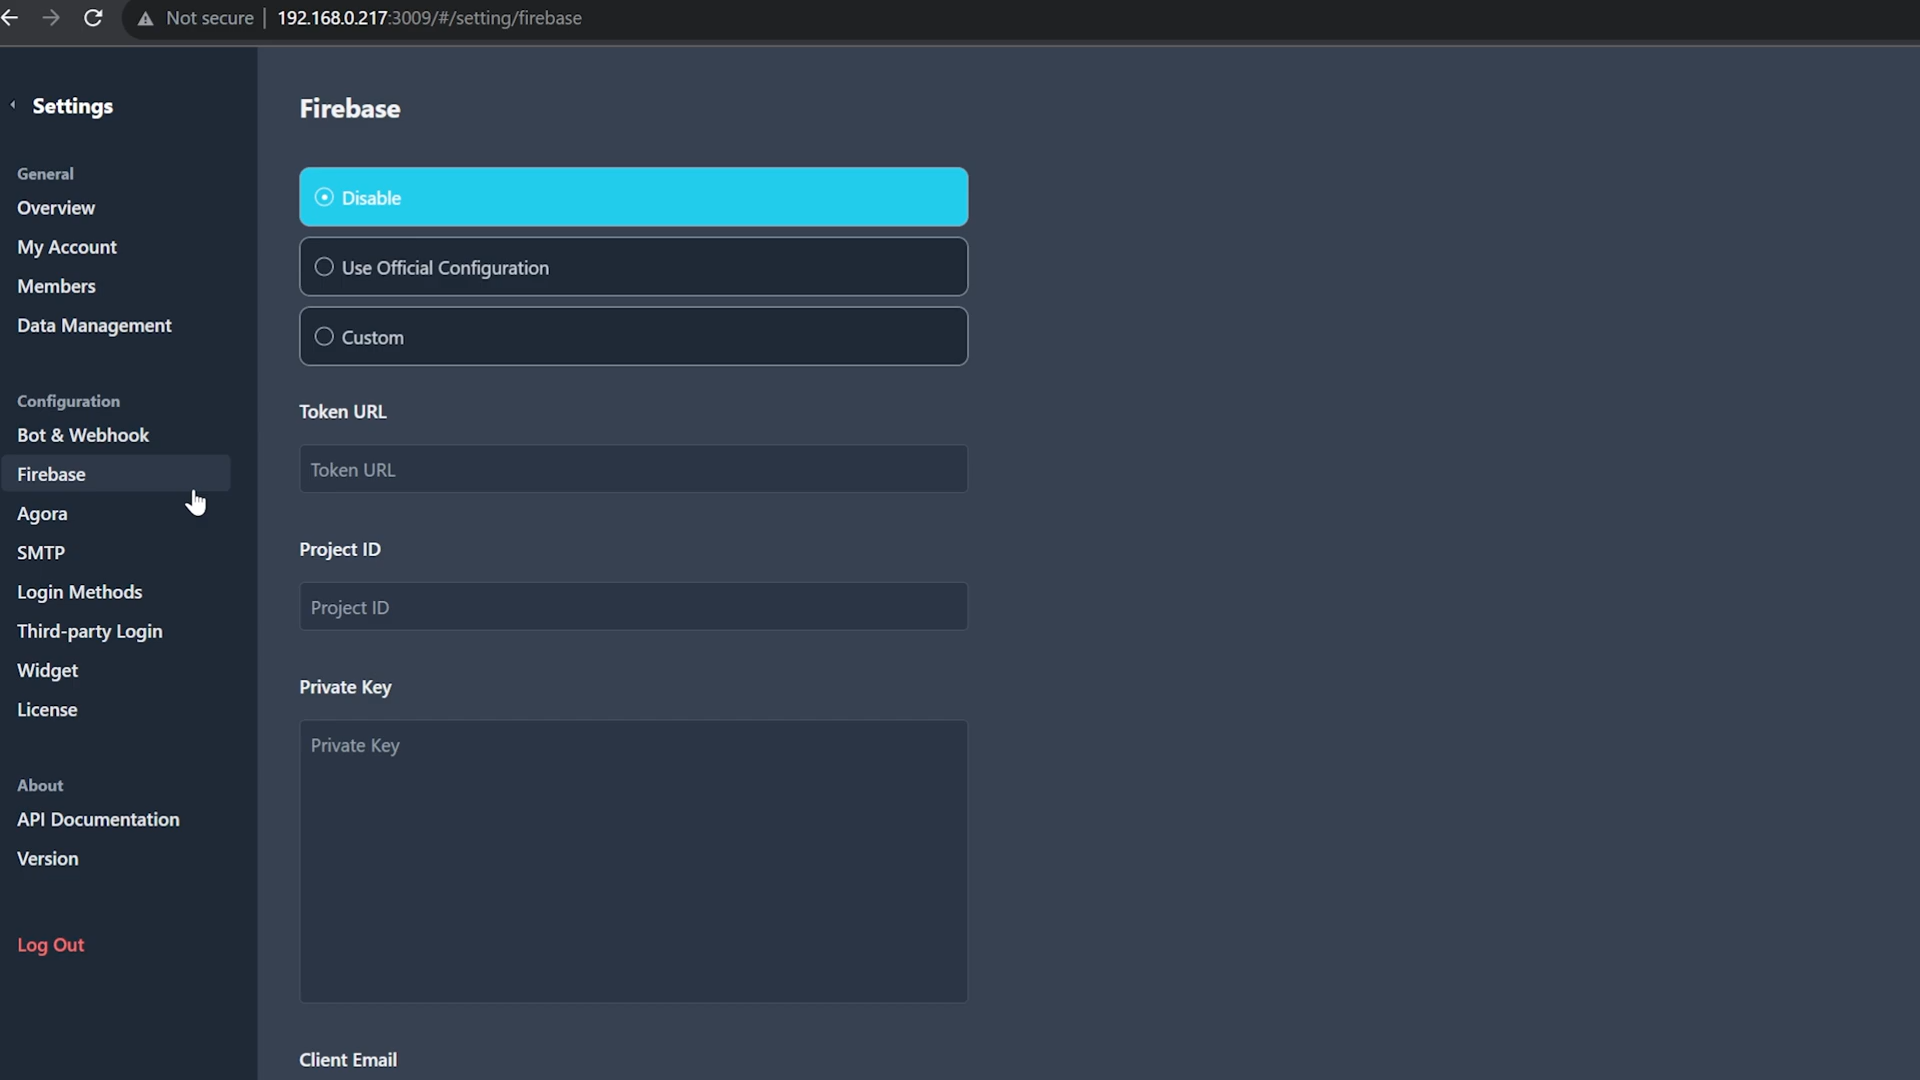 Not secure | 192.168.0.217:3009/#/setting/firebase
Settings
General
Overview
My Account
Members
Data Management
Configuration
Bot & Webhook
Firebase
Agora
SMTP
Login Methods
Third-party Login
Widget
License
About
API Documentation
Version
Log Out
Firebase
Disable
Use Official Configuration
Custom
Token URL
Token URL
Project ID
Project ID
Private Key
Private Key
Client Email